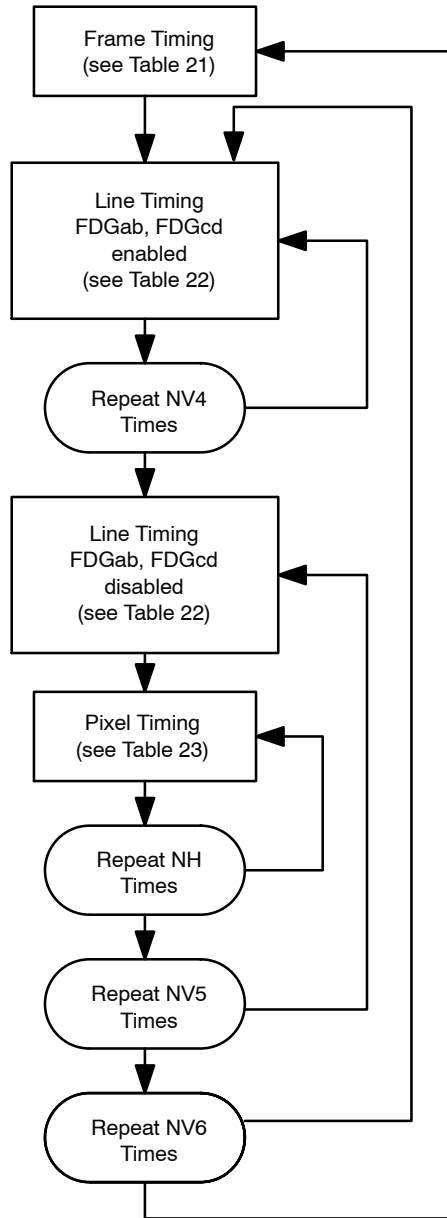 Frame Timing
(see Table 21)
Line Timing
FDGab, FDGcd
enabled
(see Table 22)
Repeat NV4
Times
Line Timing
FDGab, FDGcd
disabled
(see Table 22)
Pixel Timing
(see Table 23)
Repeat NH
Times
Repeat NV5
Times
Repeat NV6
Times